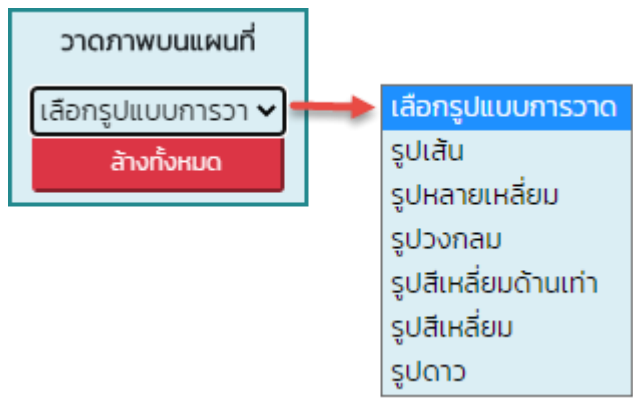 วาดภาพบนแผนที่
เลือกรูปแบบการวา
ล้างทั้งหมด
เลือกรูปแบบการวาด
รูปเส้น
รูปหลายเหลี่ยม
รูปวงกลม
รูปสีเหลี่ยมด้านเท่า
รูปสีเหลี่ยม
รูปดาว